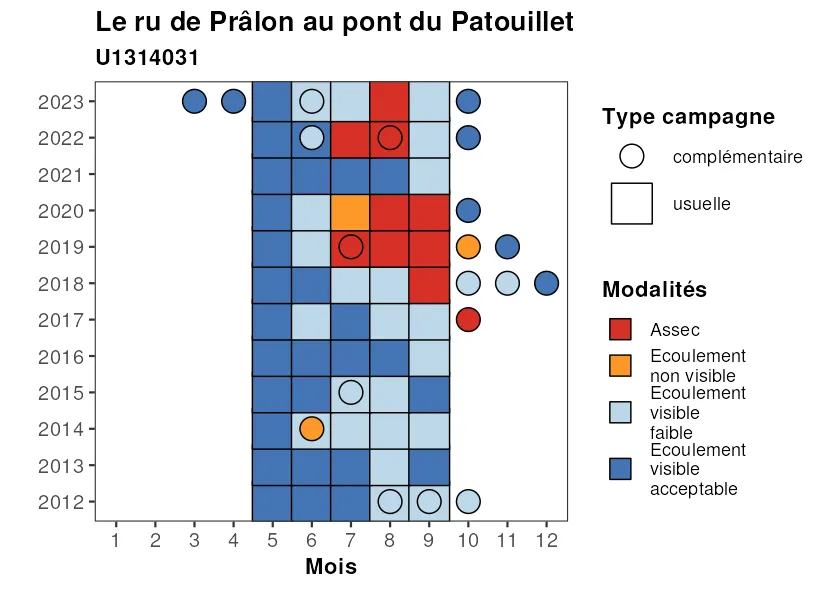 Le ru de Prâlon au pont du Patouillet
U1314031
2023
2022
2021
2020
2019
2018
2017
2016
2015
2014
2013
2012
1 2 3 4 5 6 7 8 9 10 11 12
Mois
Type campagne
complémentaire
usuelle
Modalités
Assec
Ecoulement
non visible
Ecoulement
visible
faible
Ecoulement
visible
acceptable